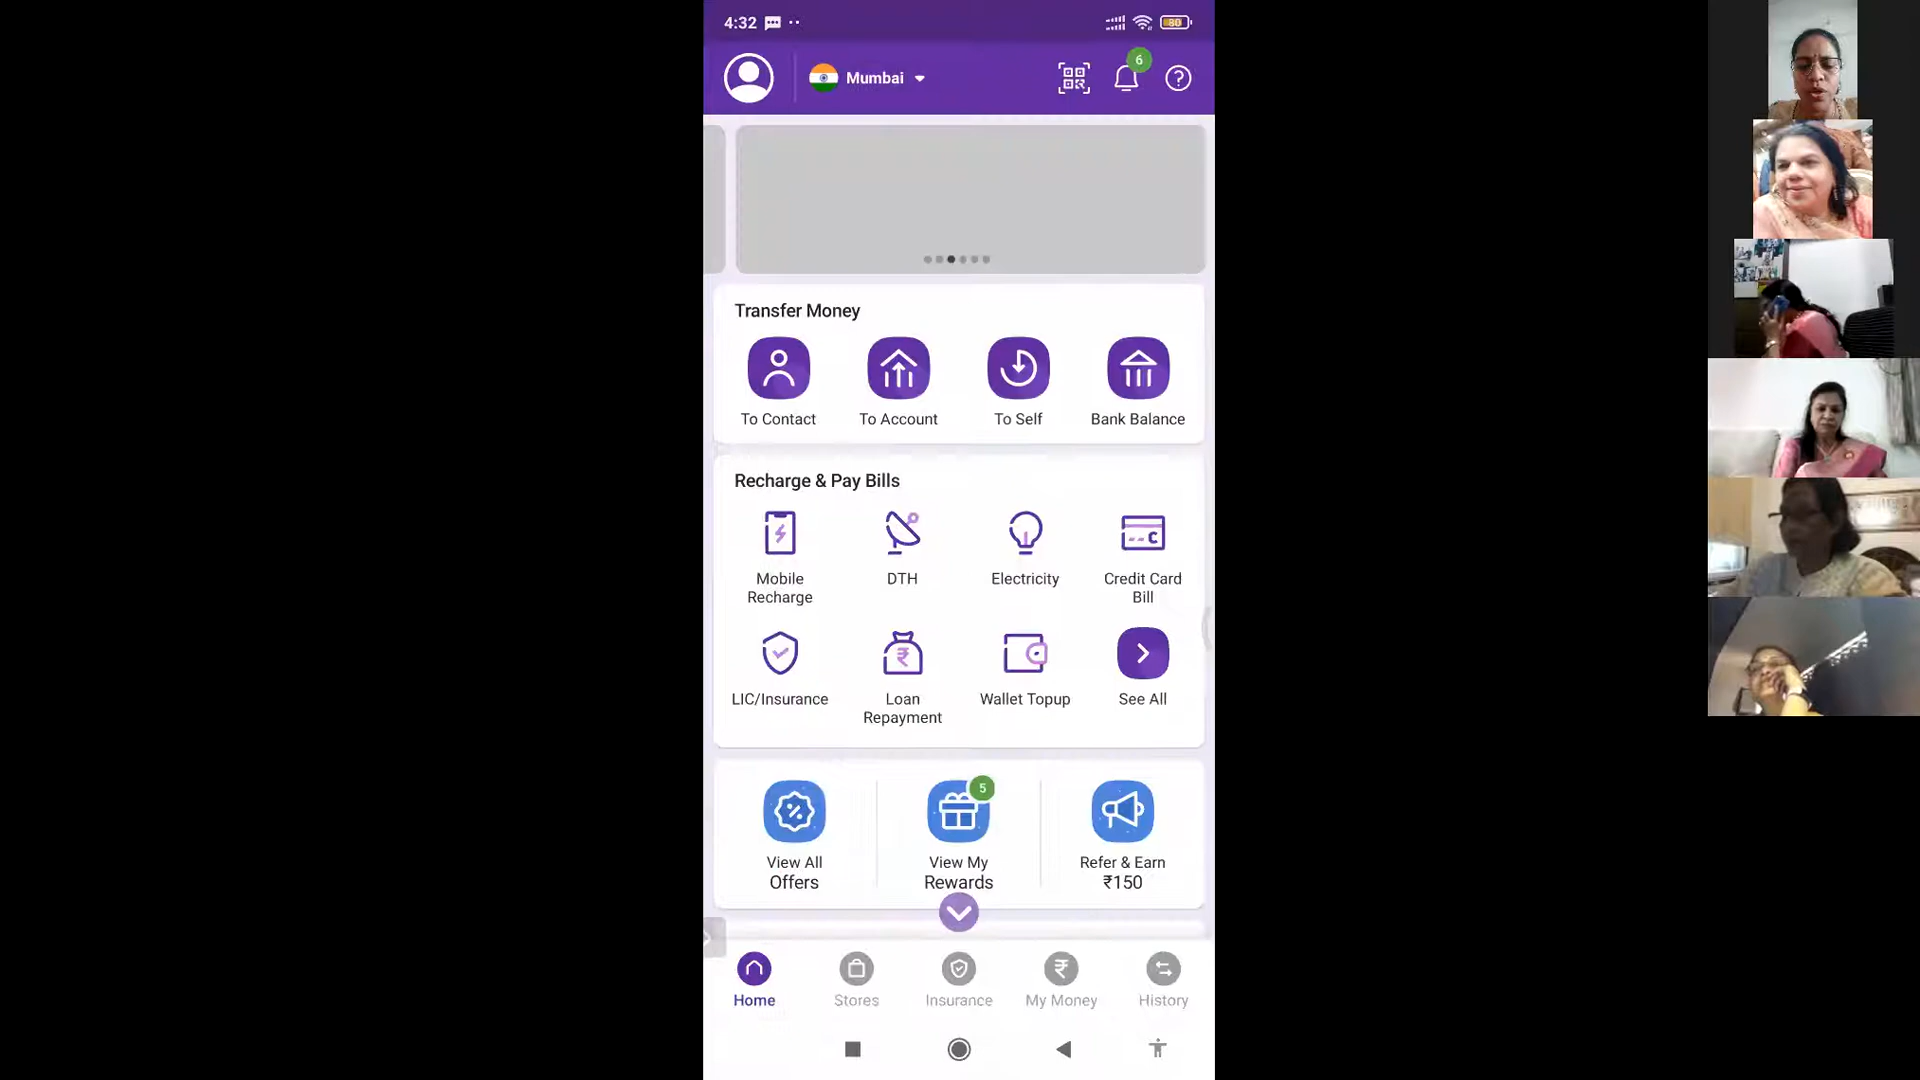 4:32
80
Mumbai
6
Transfer Money
To Contact
To Account
To Self
Bank Balance
Recharge & Pay Bills
Mobile
Recharge
DTH
Electricity
Credit Card
Bill
LIC/Insurance
Loan
Repayment
Wallet Topup
See All
5
View All
Offers
View My
Rewards
Refer & Earn
₹150
Home
Stores
Insurance
My Money
History